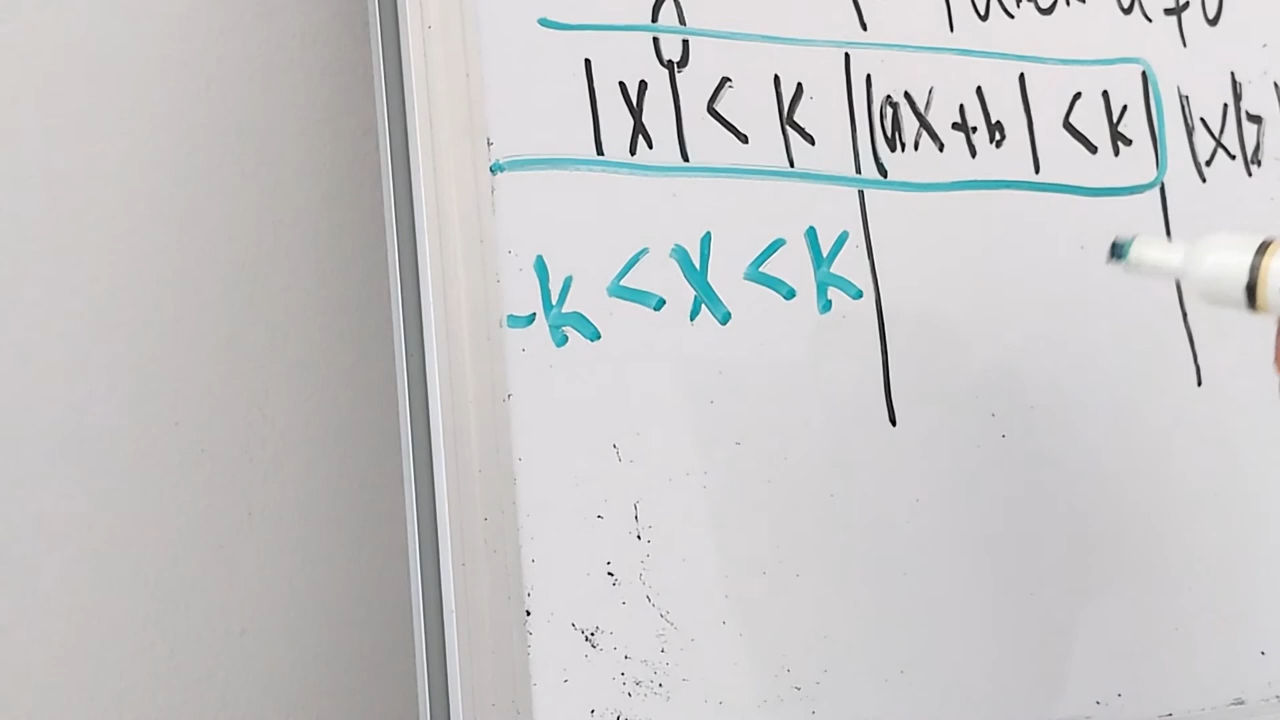 |x| < k |ax+b| < k |x|
-k < x < k